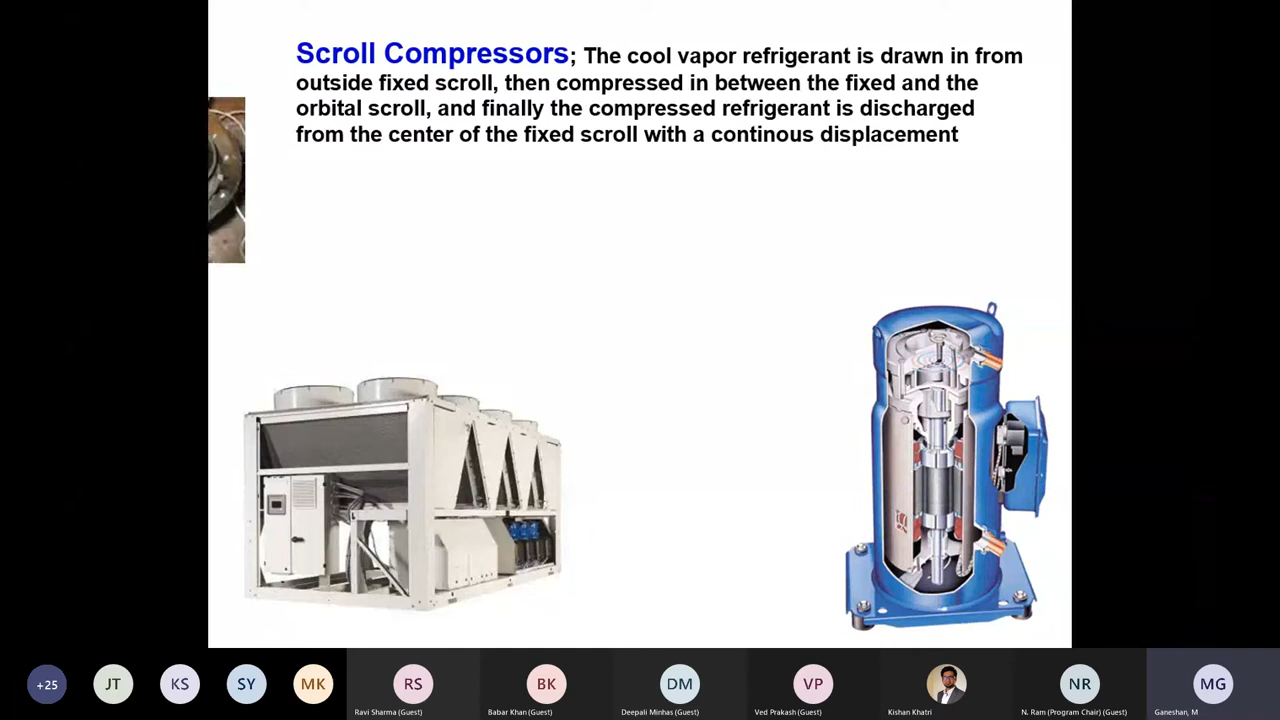 Scroll Compressors; The cool vapor refrigerant is drawn in from
outside fixed scroll, then compressed in between the fixed and the
orbital scroll, and finally the compressed refrigerant is discharged
from the center of the fixed scroll with a continous displacement
+25
JT
KS
SY
MK
RS
BK
DM
VP
NR
MG
Ravi Sharma (Guest)
Babar Khan (Guest)
Deepali Minhas (Guest)
Ved Prakash (Guest)
Kishan Khatri
N. Ram (Program Chair) (Guest)
Ganeshan, M